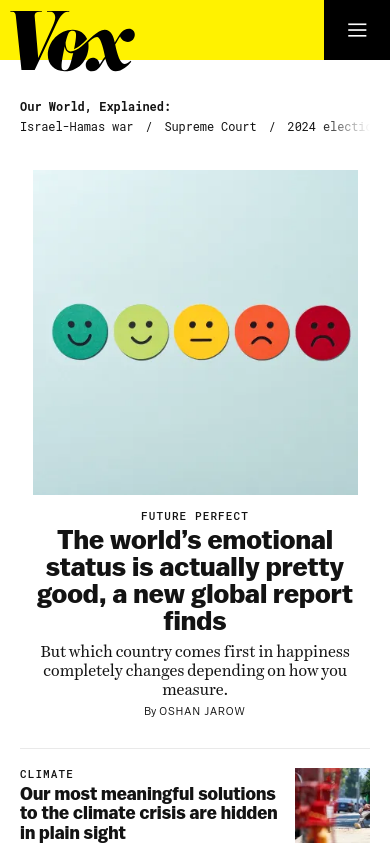 Vox
Our World, Explained:
Israel-Hamas war / Supreme Court / 2024 electi
FUTURE PERFECT
The world’s emotional
status is actually pretty
good, a new global report
finds
But which country comes first in happiness
completely changes depending on how you
measure.
By OSHAN JAROW
CLIMATE
Our most meaningful solutions
to the climate crisis are hidden
in plain sight